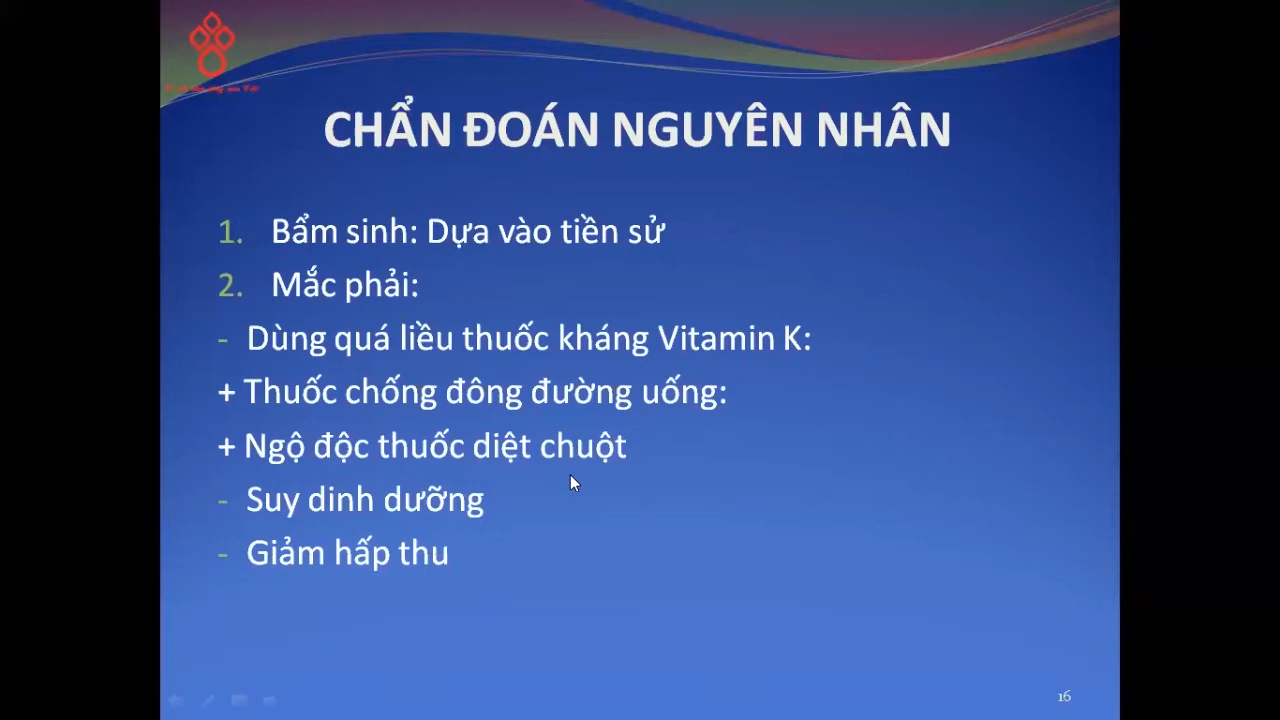 CHẨN ĐOÁN NGUYÊN NHÂN
1. Bẩm sinh: Dựa vào tiền sử
2. Mắc phải:
- Dùng quá liều thuốc kháng Vitamin K:
+ Thuốc chống đông đường uống:
+ Ngộ độc thuốc diệt chuột
- Suy dinh dưỡng
- Giảm hấp thu
16